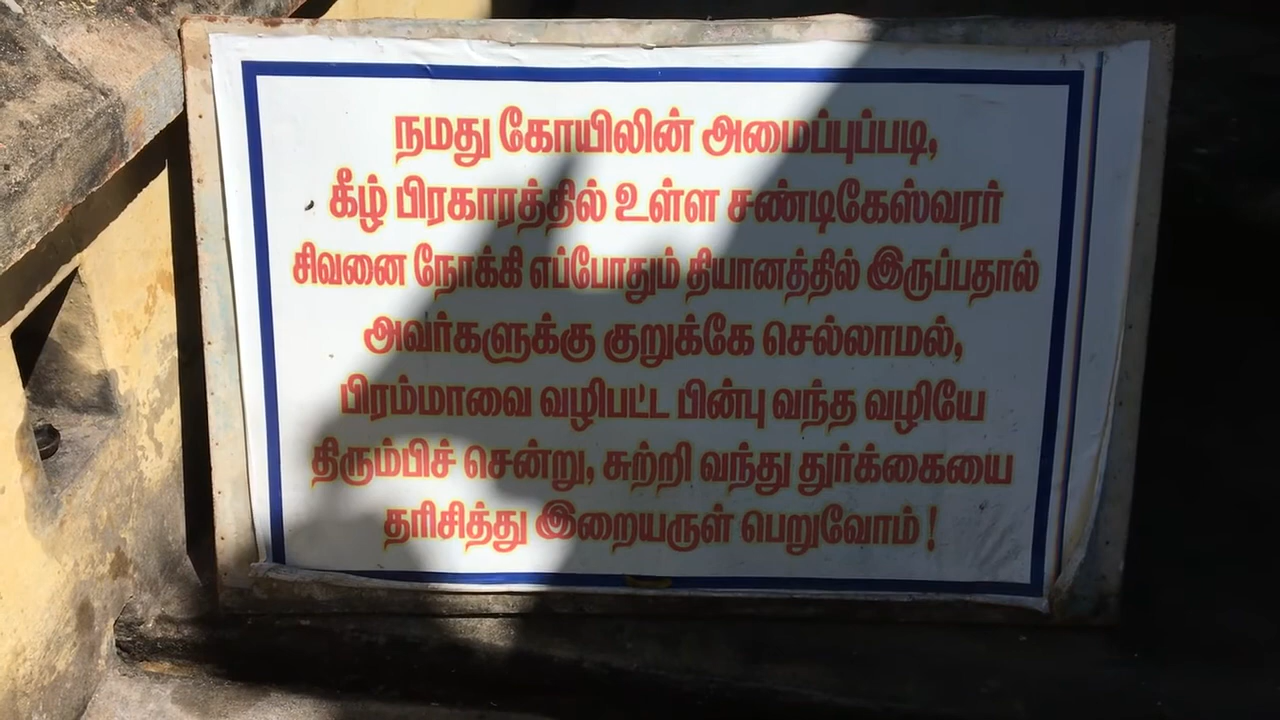 நமது கோயிலின் அமைப்புப்படி,
கீழ் பிரகாரத்தில் உள்ள சண்டிகேஸ்வரர்
சிவனை நோக்கி எப்போதும் தியானத்தில் இருப்பதால்
அவர்களுக்கு குறுக்கே செல்லாமல்,
பிரம்மாவை வழிபட்ட பின்பு வந்த வழியே
திரும்பிச் சென்று, சுற்றி வந்து துர்க்கையை
தரிசித்து இறையருள் பெறுவோம் !